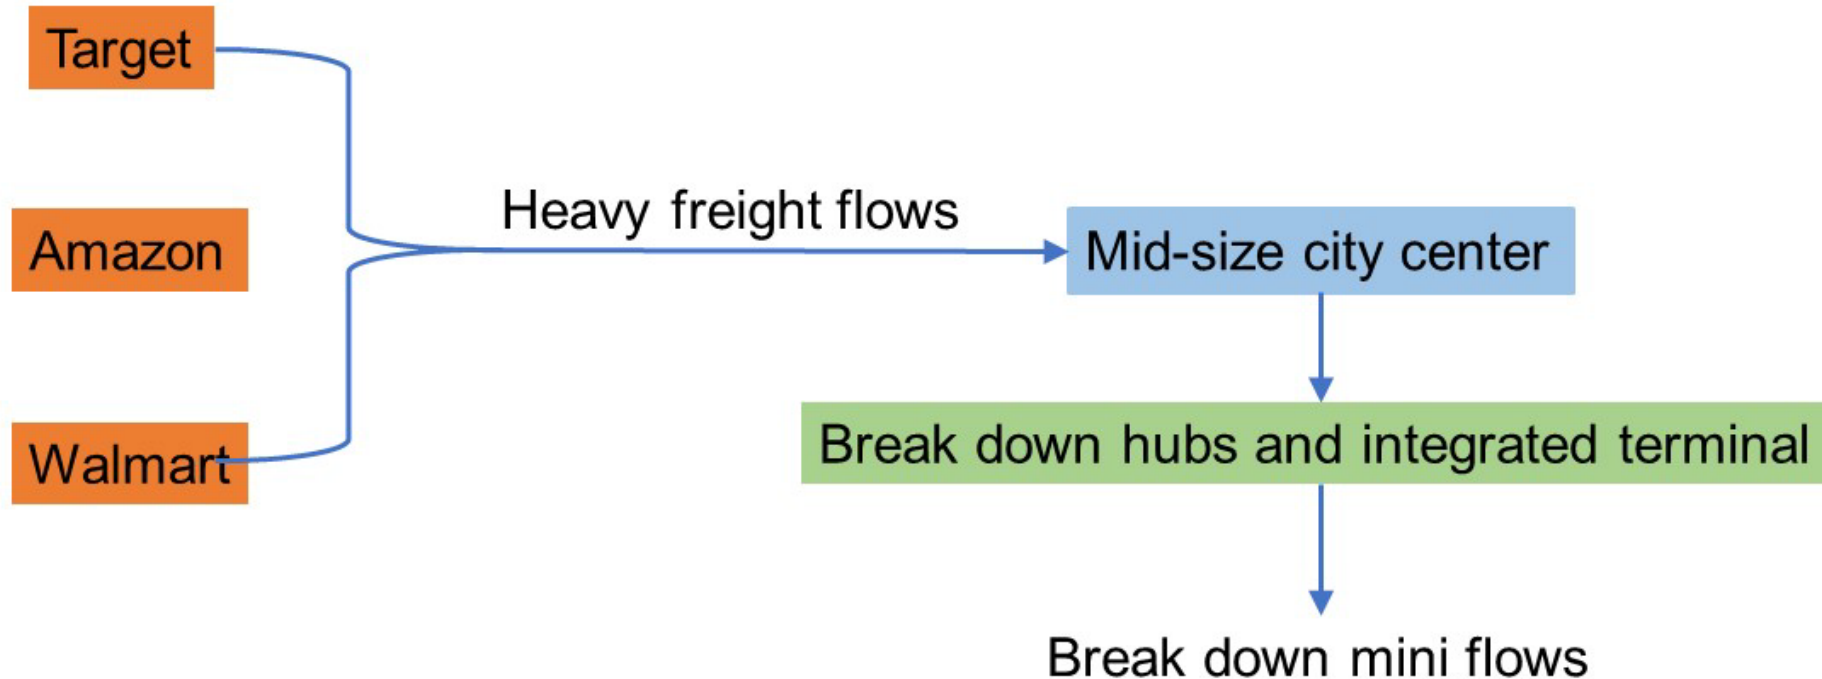 Target
Amazon
Walmart
Heavy freight flows
Mid-size city center
Break down hubs and integrated terminal
Break down mini flows